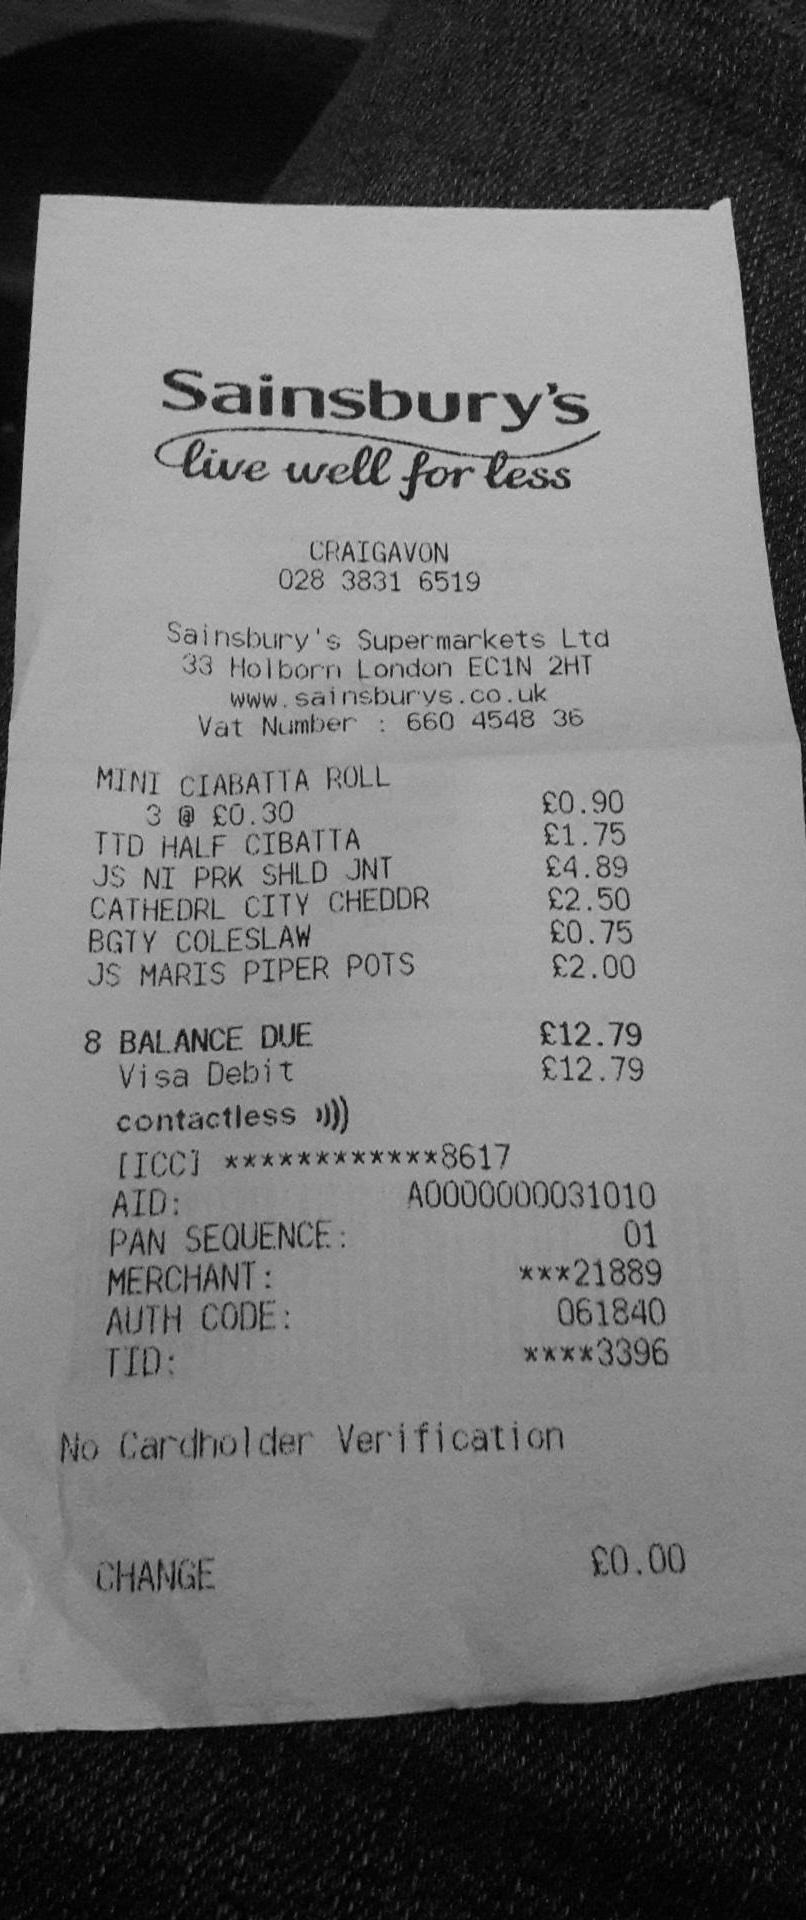 Sainsbury's
live well for less
CRAIGAVON
028 3831 6519
Sainsbury's Supermarkets Ltd
33 Holborn London EC1N 2HT
www.sainsburys.co.uk
Vat Number : 660 4548 36
MINI CIABATTA ROLL
3 @ £0.30 £0.90
TTD HALF CIBATTA £1.75
JS NI PRK SHLD JNT £4.89
CATHEDRL CITY CHEDDR £2.50
BGTY COLESLAW £0.75
JS MARIS PIPER POTS £2.00
8 BALANCE DUE £12.79
Visa Debit £12.79
contactless
[ICC] ************8617
AID: A0000000031010
PAN SEQUENCE: 01
MERCHANT: ***21889
AUTH CODE: 061840
TID: ****3396
No Cardholder Verification
CHANGE £0.00